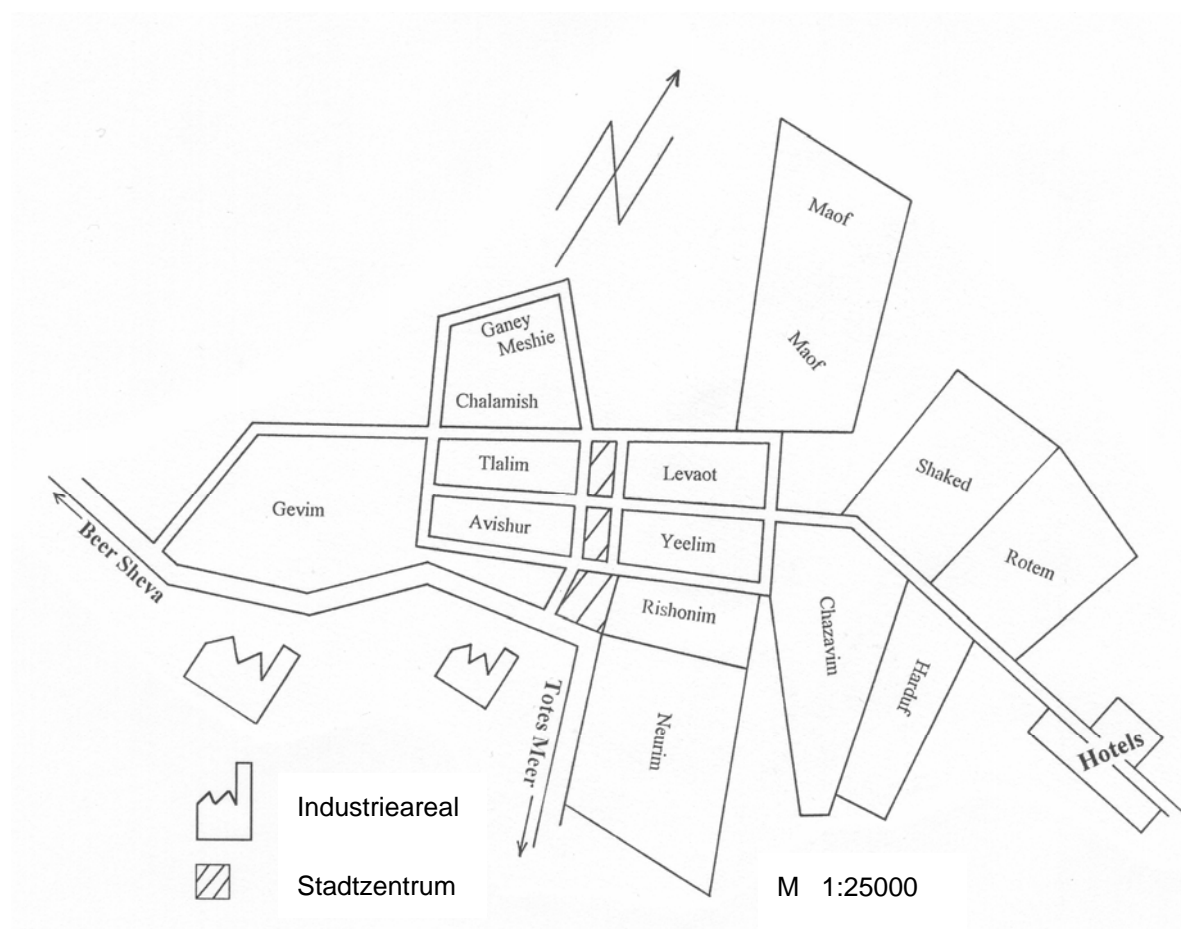 Maof
Maof
Ganey
Meshie
Chalamish
Tlalim
Levaot
Shaked
Gevim
Avishur
Yeelim
Rotem
Beer Sheva
Rishonim
Chazavim
Harduf
Totes Meer
Neurim
Hotels
Industrieareal
Stadtzentrum
M 1:25000